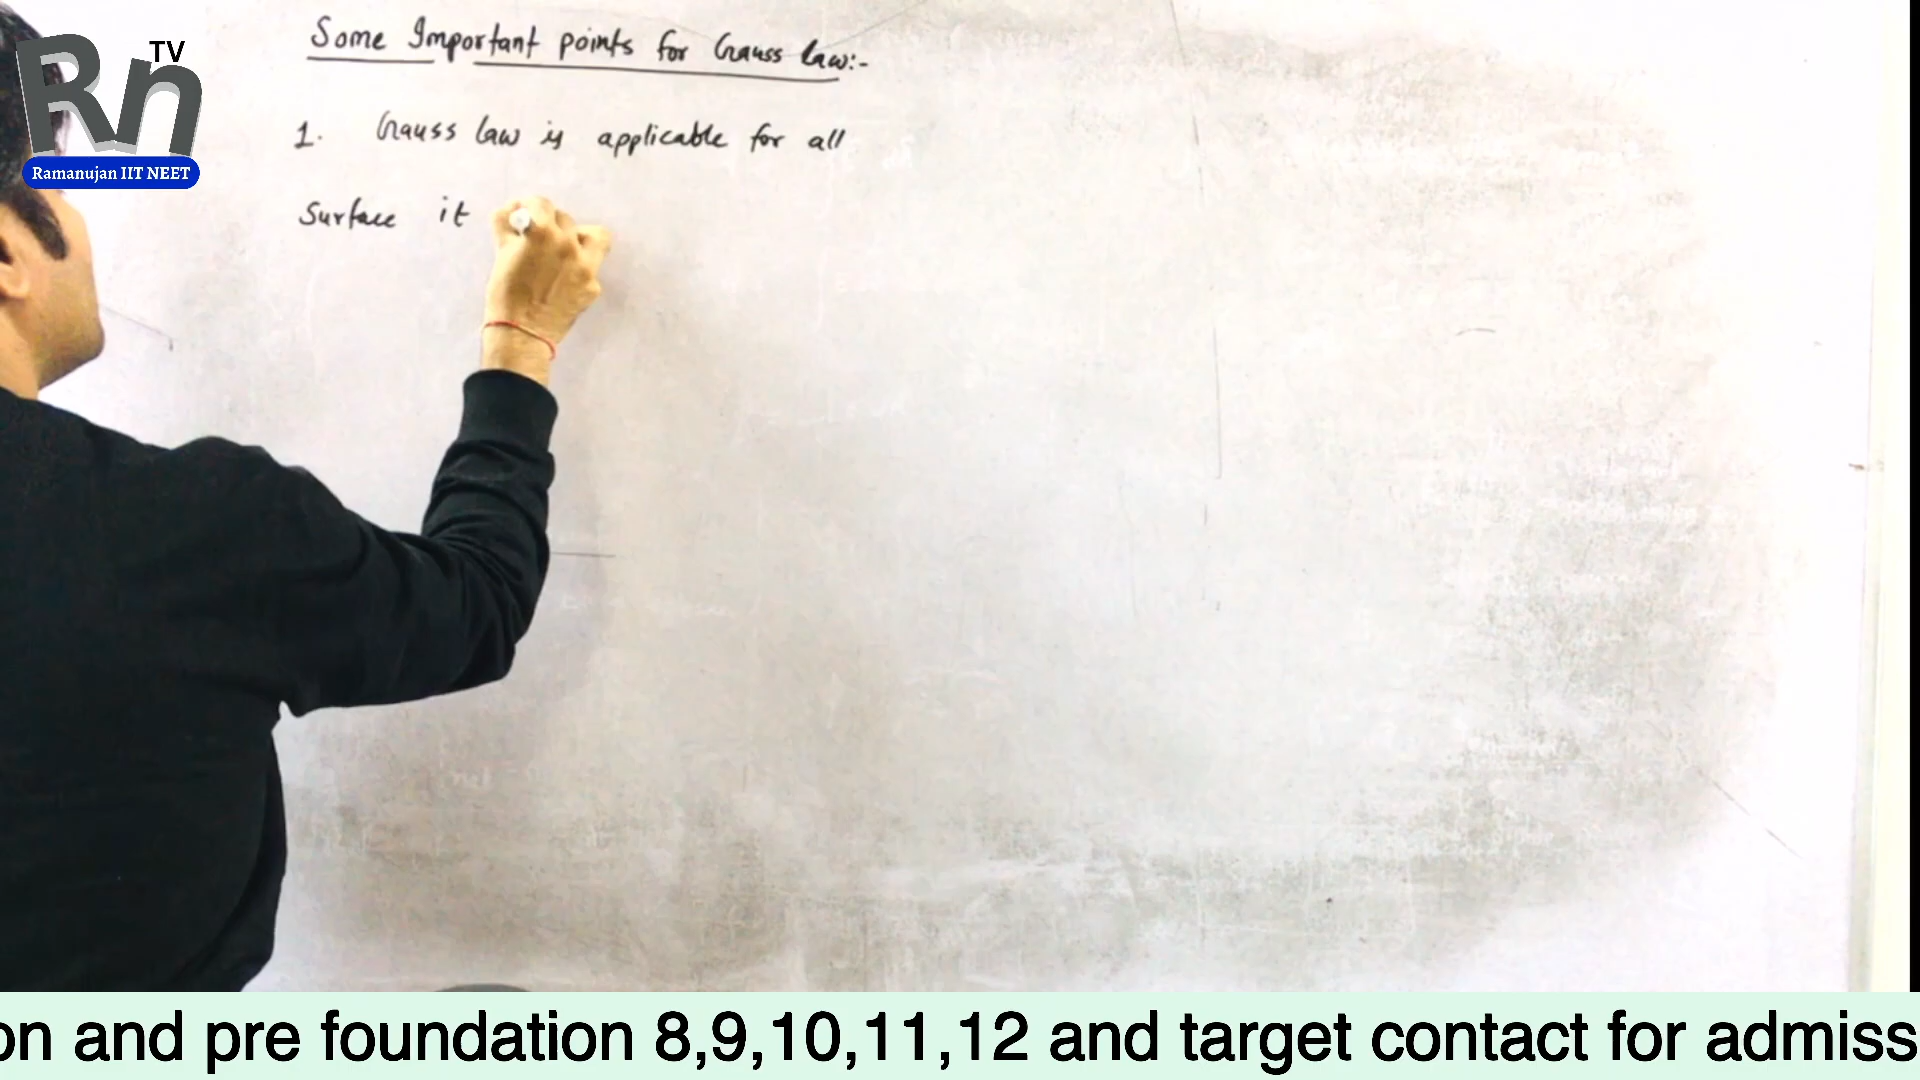 TV
Rn
Ramanujan IIT NEET
Some Important points for Gauss law:-
1. Gauss law is applicable for all
Surface it
on and pre foundation 8,9,10,11,12 and target contact for admiss